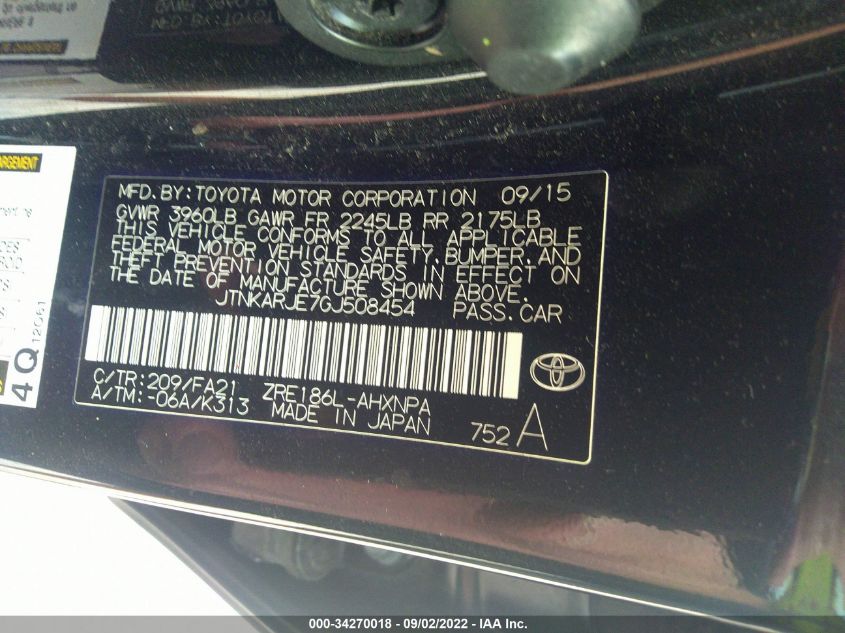 ARGEMENT
4Q 12061
MFD.BY:TOYOTA MOTOR CORPORATION 09/15
GVWR 3960LB GAWR FR 2245LB RR 2175LB
THIS VEHICLE CONFORMS TO ALL APPLICABLE
FEDERAL MOTOR VEHICLE SAFETY,BUMPER,AND
THEFT PREVENTION STANDARDS IN EFFECT ON
THE DATE OF MANUFACTURE SHOWN ABOVE.
JTNKARJE7GJ508454 PASS.CAR
C/TR:209/FA21 ZRE186L-AHXNPA
A/TM:-06A/K313 MADE IN JAPAN
752 A
000-34270018 - 09/02/2022 - IAA Inc.